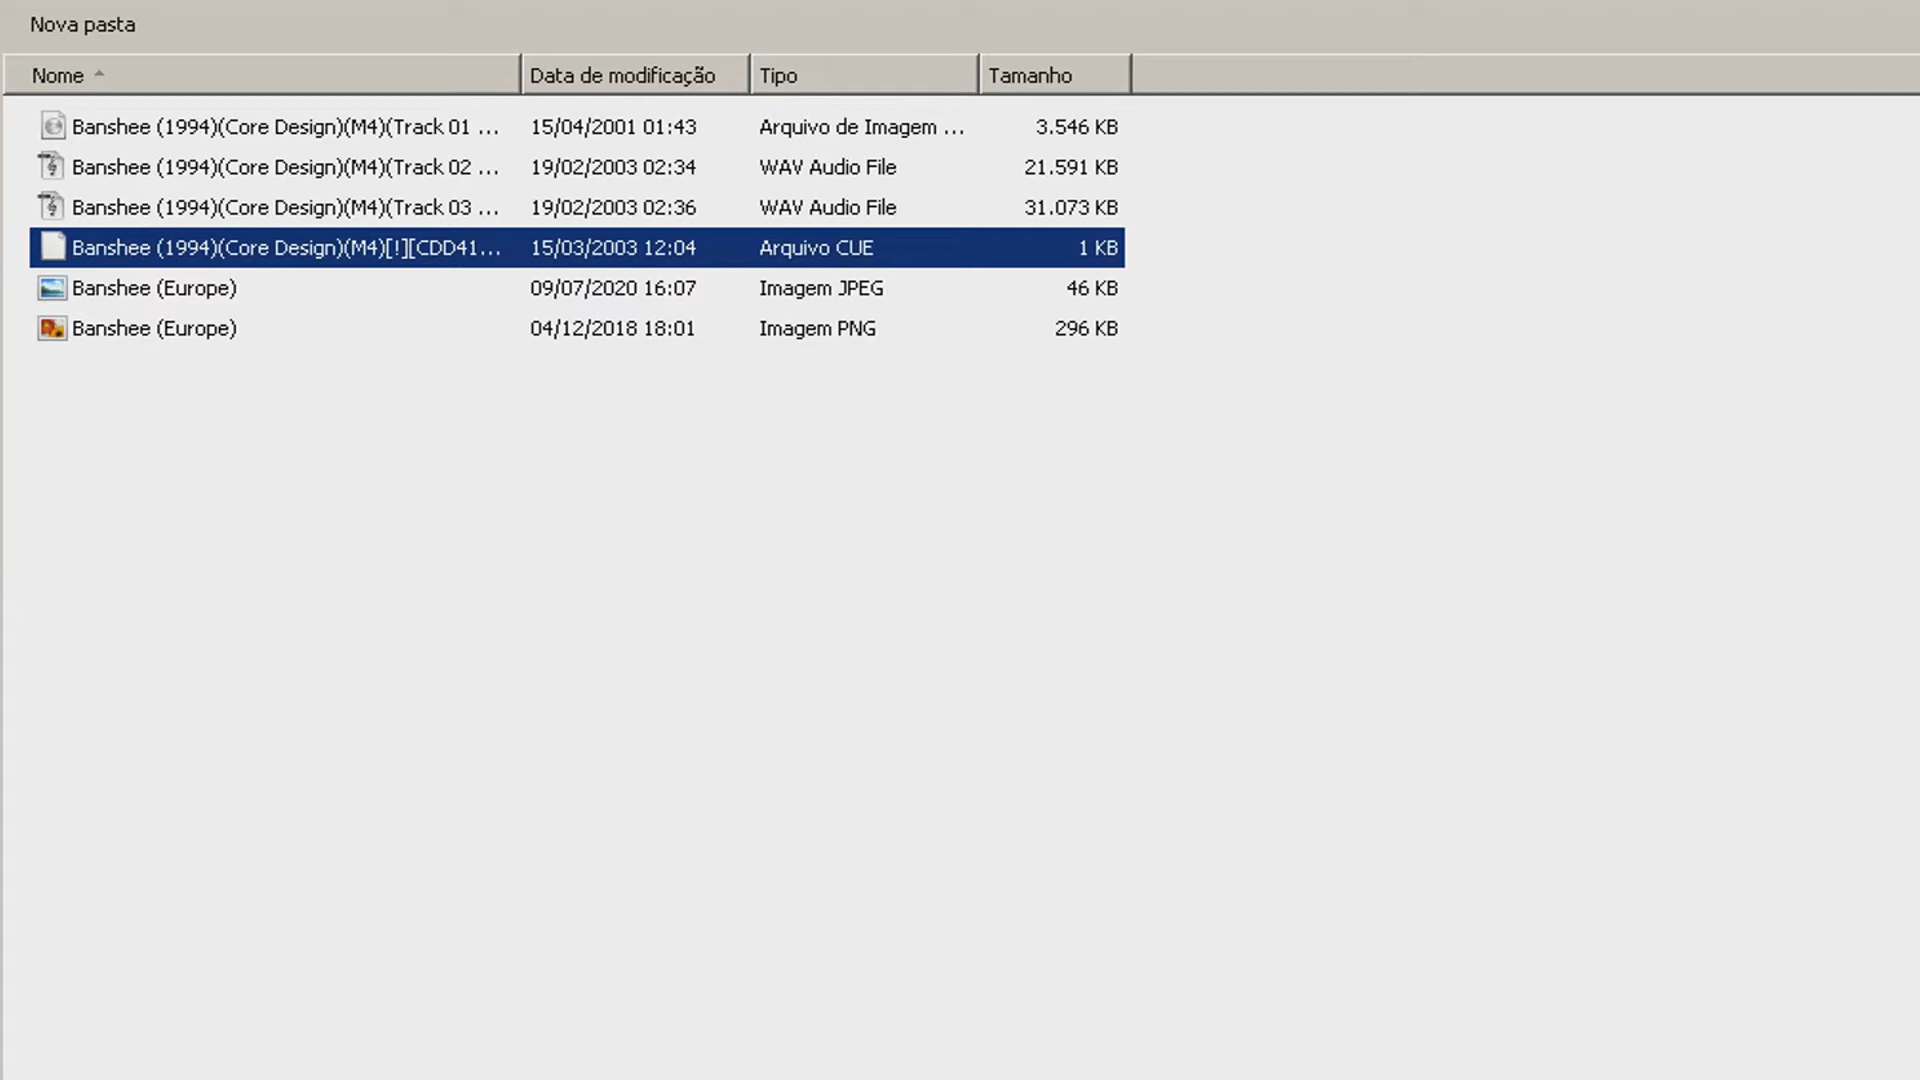 Nova pasta
Nome Data de modificação Tipo Tamanho
Banshee (1994)(Core Design)(M4)(Track 01 ... 15/04/2001 01:43 Arquivo de Imagem ... 3.546 KB
Banshee (1994)(Core Design)(M4)(Track 02 ... 19/02/2003 02:34 WAV Audio File 21.591 KB
Banshee (1994)(Core Design)(M4)(Track 03 ... 19/02/2003 02:36 WAV Audio File 31.073 KB
Banshee (1994)(Core Design)(M4)[!][CDD41... 15/03/2003 12:04 Arquivo CUE 1 KB
Banshee (Europe) 09/07/2020 16:07 Imagem JPEG 46 KB
Banshee (Europe) 04/12/2018 18:01 Imagem PNG 296 KB